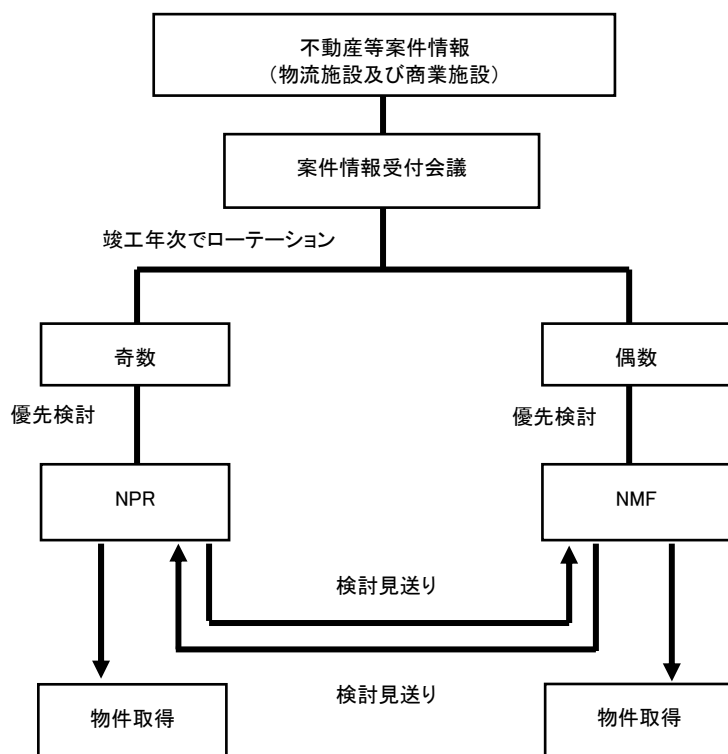 不動産等案件情報
（物流施設及び商業施設）
案件情報受付会議
竣工年次でローテーション
奇数
偶数
優先検討
優先検討
NPR
NMF
検討見送り
検討見送り
物件取得
物件取得